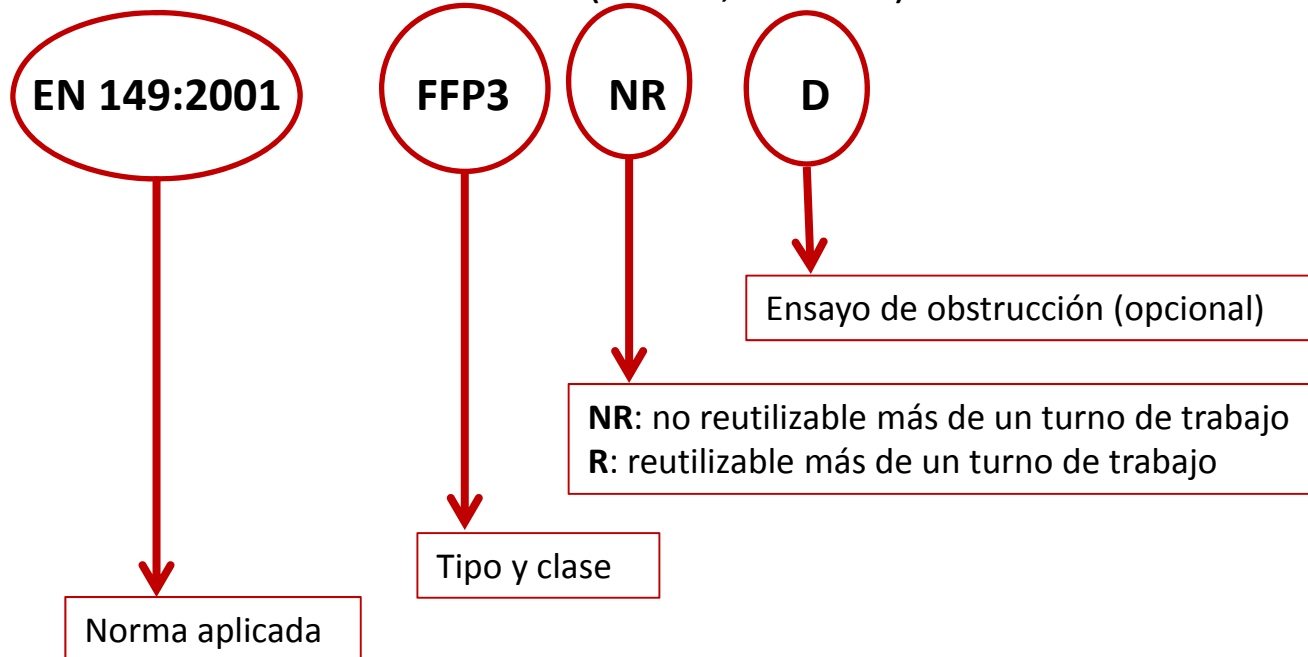 EN 149:2001 FFP3 NR D
Ensayo de obstrucción (opcional)
NR: no reutilizable más de un turno de trabajo
R: reutilizable más de un turno de trabajo
Tipo y clase
Norma aplicada